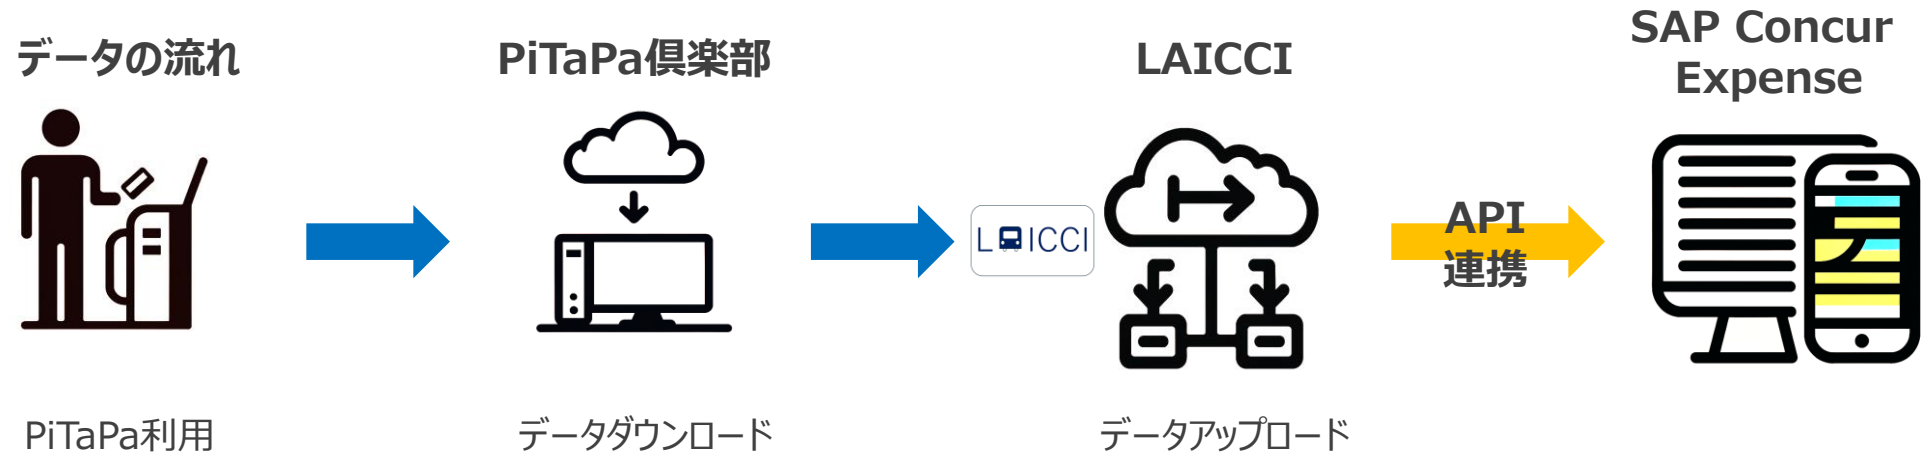 データの流れ
PiTaPa倶楽部
LAICCI
SAP Concur
Expense
LAICCI
API
連携
PiTaPa利用
データダウンロード
データアップロード